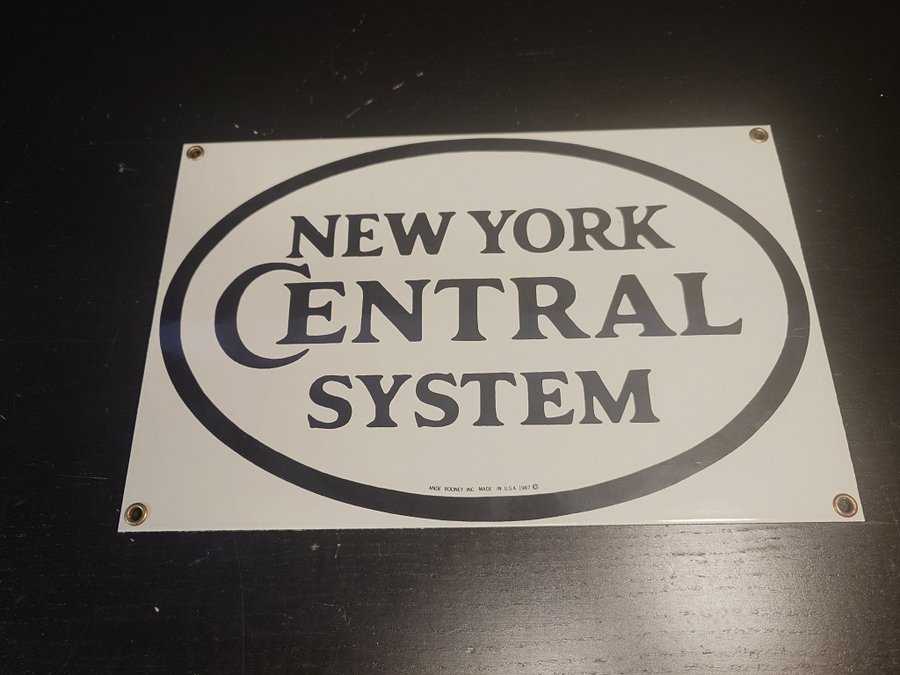 NEW YORK
CENTRAL
SYSTEM
ANDE ROONEY INC. MADE IN U.S.A. 1987 ©